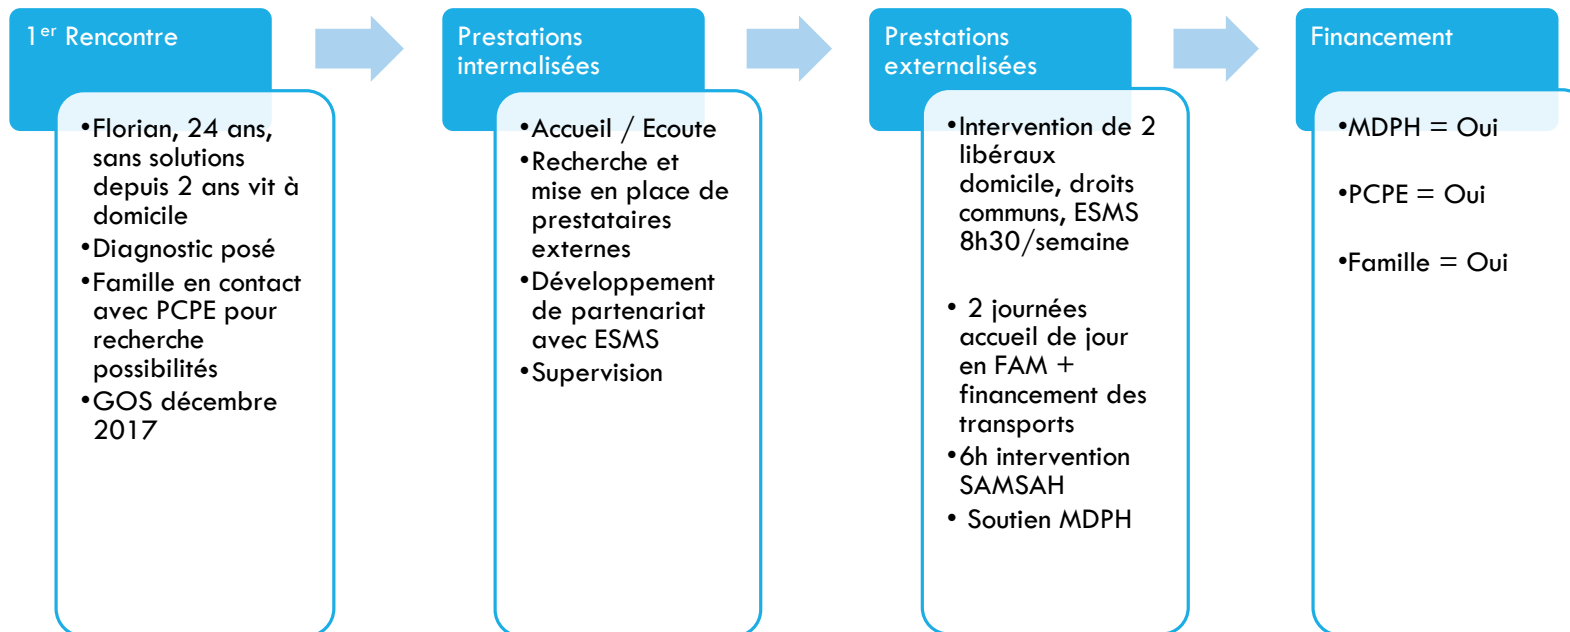 1er Rencontre
•Florian, 24 ans,
sans solutions
depuis 2 ans vit à
domicile
•Diagnostic posé
•Famille en contact
avec PCPE pour
recherche
possibilités
•GOS décembre
2017
Prestations
internalisées
•Accueil / Ecoute
•Recherche et
mise en place de
prestataires
externes
•Développement
de partenariat
avec ESMS
•Supervision
Prestations
externalisées
•Intervention de 2
libéraux
domicile, droits
communs, ESMS
8h30/semaine
• 2 journées
accueil de jour
en FAM +
financement des
transports
•6h intervention
SAMSAH
• Soutien MDPH
Financement
•MDPH = Oui
•PCPE = Oui
•Famille = Oui